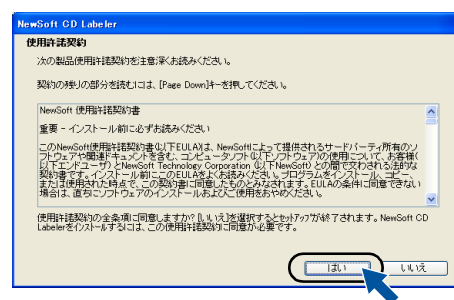 NewSoft CD Labeler
使用許諾契約
次の製品使用許諾契約を注意深くお読みください。
契約の残りの部分を読むには、[Page Down]キーを押してください。
NewSoft 使用許諾契約書
重要 - インストール前に必ずお読みください
このNewSoft使用許諾契約書(以下EULA)は、NewSoftによって提供されるサードパーティ所有のソ
フトウェアや関連ドキュメントを含む、コンピュータソフト(以下ソフトウェア)の使用について、お客様(
以下エンドユーザ)とNewSoft Technology Corporation (以下NewSoft)との間で交わされる法的な
契約書です。インストール前にこのEULAをよくお読みください。プログラムをインストール、コピー、
または使用された時点で、この契約書に同意したものとみなされます。EULAの条件に同意できない
場合は、直ちにソフトウェアのインストールおよびご使用をおやめください。
使用許諾契約の全条項に同意しますか?[いいえ]を選択するとセットアップが終了されます。NewSoft CD
Labelerをインストールするには、この使用許諾契約に同意が必要です。
はい
いいえ